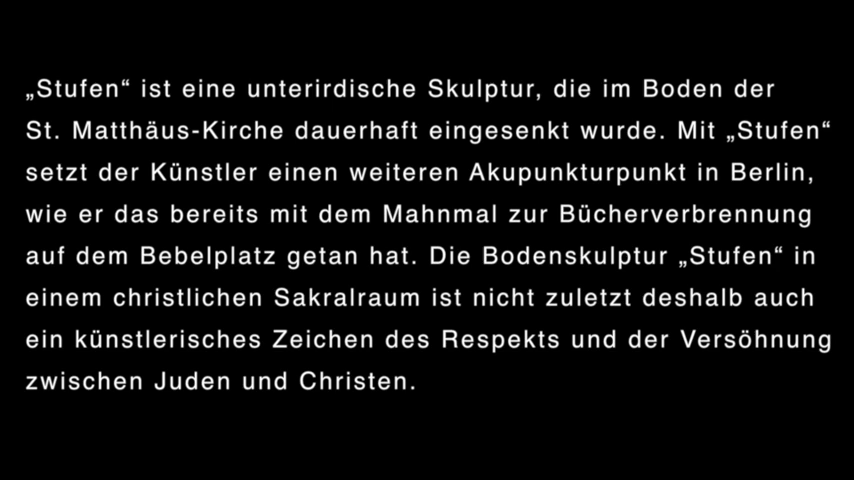 „Stufen“ ist eine unterirdische Skulptur, die im Boden der
St. Matthäus-Kirche dauerhaft eingesenkt wurde. Mit „Stufen“
setzt der Künstler einen weiteren Akupunkturpunkt in Berlin,
wie er das bereits mit dem Mahnmal zur Bücherverbrennung
auf dem Bebelplatz getan hat. Die Bodenskulptur „Stufen“ in
einem christlichen Sakralraum ist nicht zuletzt deshalb auch
ein künstlerisches Zeichen des Respekts und der Versöhnung
zwischen Juden und Christen.